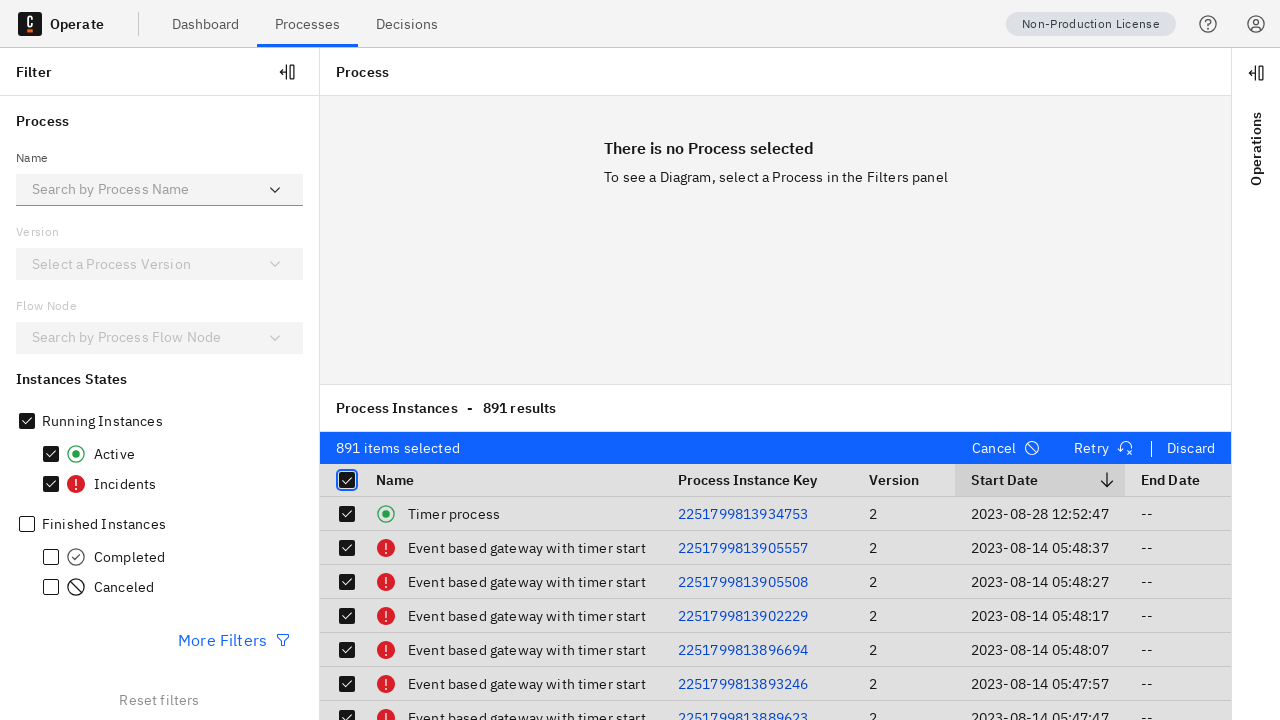 Operate
Dashboard
Processes
Decisions
Non-Production License
Filter
Process
Name
Search by Process Name
Version
Select a Process Version
Flow Node
Search by Process Flow Node
Instances States
Running Instances
Active
Incidents
Finished Instances
Completed
Canceled
More Filters
Reset filters
Process
There is no Process selected
To see a Diagram, select a Process in the Filters panel
Process Instances - 891 results
891 items selected Cancel Retry Discard
Name Process Instance Key Version Start Date End Date
Timer process 2251799813934753 2 2023-08-28 12:52:47 --
Event based gateway with timer start 2251799813905557 2 2023-08-14 05:48:37 --
Event based gateway with timer start 2251799813905508 2 2023-08-14 05:48:27 --
Event based gateway with timer start 2251799813902229 2 2023-08-14 05:48:17 --
Event based gateway with timer start 2251799813896694 2 2023-08-14 05:48:07 --
Event based gateway with timer start 2251799813893246 2 2023-08-14 05:47:57 --
Event based gateway with timer start 2251799813889623 2 2023-08-14 05:47:47 --
Operations